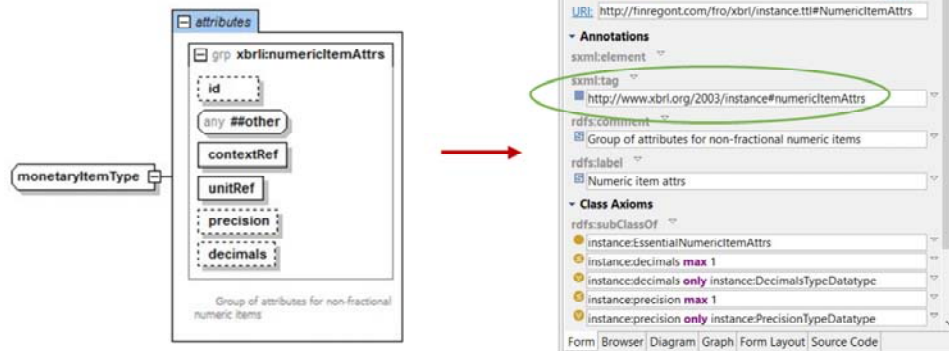 attributes
grp xbrli:numericItemAttrs
id
any ##other
contextRef
unitRef
precision
decimals
Group of attributes for non-fractional
numeric items
monetaryItemType
URI: http://finregont.com/fro/xbrl/instance.ttl#NumericItemAttrs
Annotations
sxml:element
sxml:tag
http://www.xbrl.org/2003/instance#numericItemAttrs
rdfs:comment
Group of attributes for non-fractional numeric items
rdfs:label
Numeric item attrs
Class Axioms
rdfs:subClassOf
instance:EssentialNumericItemAttrs
instance:decimals max 1
instance:decimals only instance:DecimalsTypeDatatype
instance:precision max 1
instance:precision only instance:PrecisionTypeDatatype
Form Browser Diagram Graph Form Layout Source Code